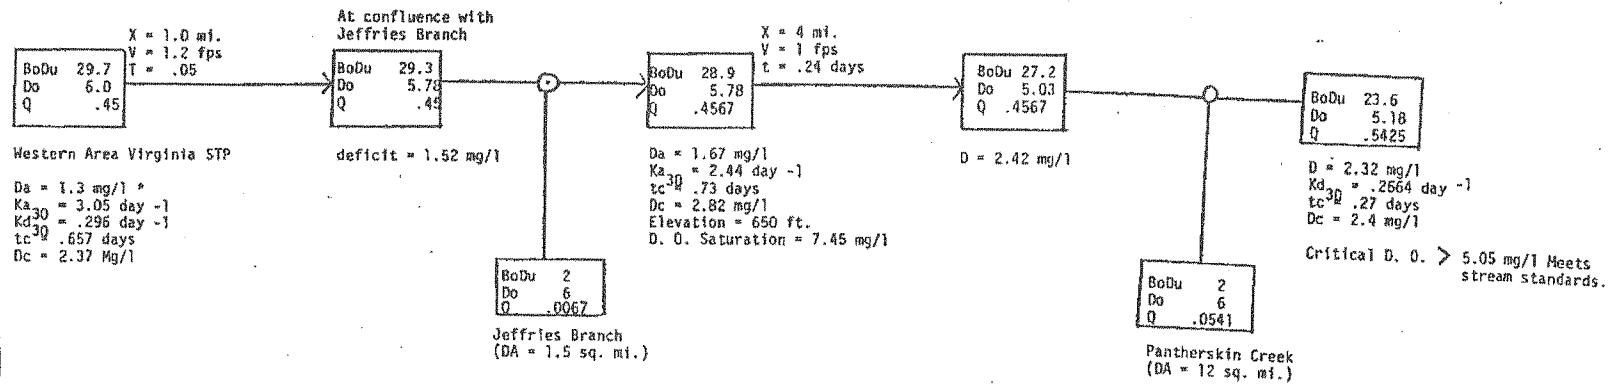 X = 1.0 mi.
V = 1.2 fps
T = .05
BoDu 29.7
Do 6.0
Q .45
Western Area Virginia STP
Da = 1.3 mg/l *
Ka30 = 3.05 day -1
Kd30 = .296 day -1
tc = .657 days
Dc = 2.37 Mg/l
At confluence with
Jeffries Branch
BoDu 29.3
Do 5.78
Q .45
deficit = 1.52 mg/l
BoDu 2
Do 6
Q .0067
Jeffries Branch
(DA = 1.5 sq. mi.)
BoDu 28.9
Do 5.78
Q .4567
Da = 1.67 mg/l
Ka30 = 2.44 day -1
tc = .73 days
Dc = 2.82 mg/l
Elevation = 650 ft.
D. O. Saturation = 7.45 mg/l
X = 4 mi.
V = 1 fps
t = .24 days
BoDu 27.2
Do 5.03
Q .4567
D = 2.42 mg/l
BoDu 2
Do 6
Q .0541
Pantherskin Creek
(DA = 12 sq. mi.)
BoDu 23.6
Do 5.18
Q .5425
D = 2.32 mg/l
Kd30 = .2564 day -1
tc = .27 days
Dc = 2.4 mg/l
Critical D. O. > 5.05 mg/l Meets
stream standards.